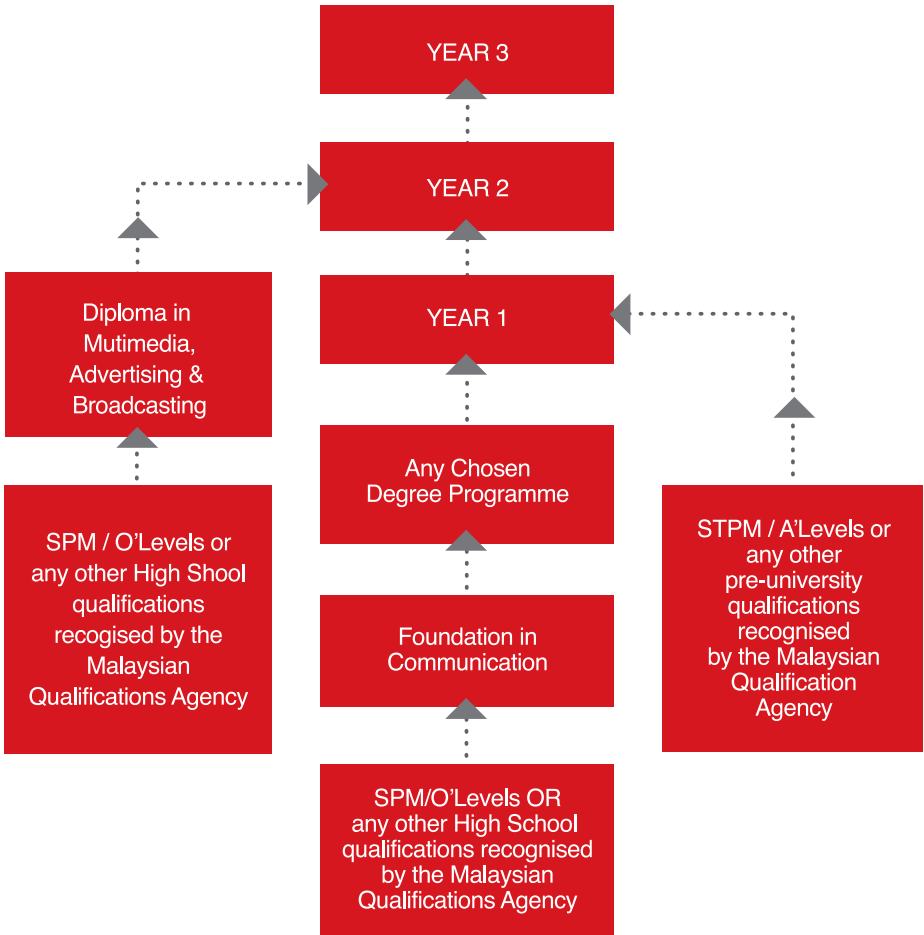 YEAR 3
YEAR 2
YEAR 1
Diploma in
Mutimedia,
Advertising &
Broadcasting
Any Chosen
Degree Programme
SPM / O'Levels or
any other High Shool
qualifications
recogised by the
Malaysian
Qualifications Agency
STPM / A'Levels or
any other
pre-university
qualifications
recognised
by the Malaysian
Qualification
Agency
Foundation in
Communication
SPM/O'Levels OR
any other High School
qualifications recognised
by the Malaysian
Qualifications Agency